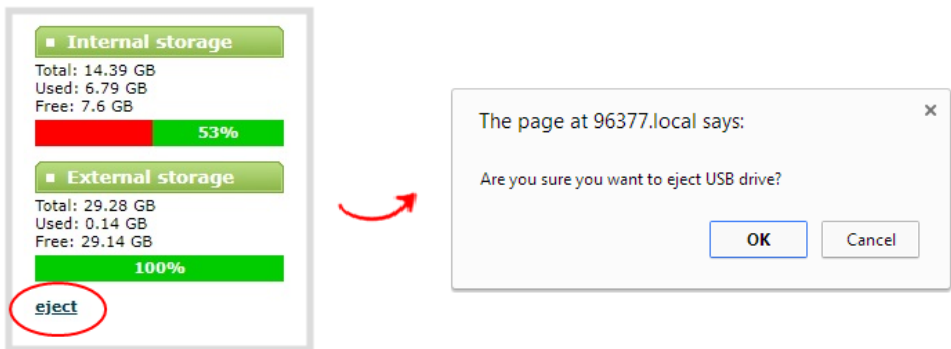 Internal storage
Total: 14.39 GB
Used: 6.79 GB
Free: 7.6 GB
53%
External storage
Total: 29.28 GB
Used: 0.14 GB
Free: 29.14 GB
100%
eject
The page at 96377.local says:
Are you sure you want to eject USB drive?
OK Cancel